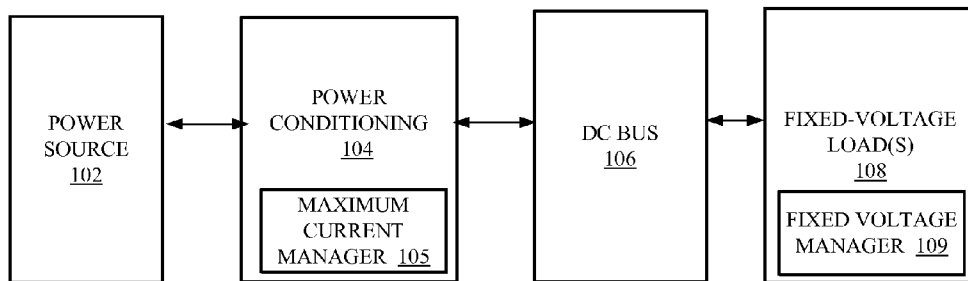 POWER
SOURCE
102
POWER
CONDITIONING
104
MAXIMUM
CURRENT
MANAGER 105
DC BUS
106
FIXED-VOLTAGE
LOAD(S)
108
FIXED VOLTAGE
MANAGER 109